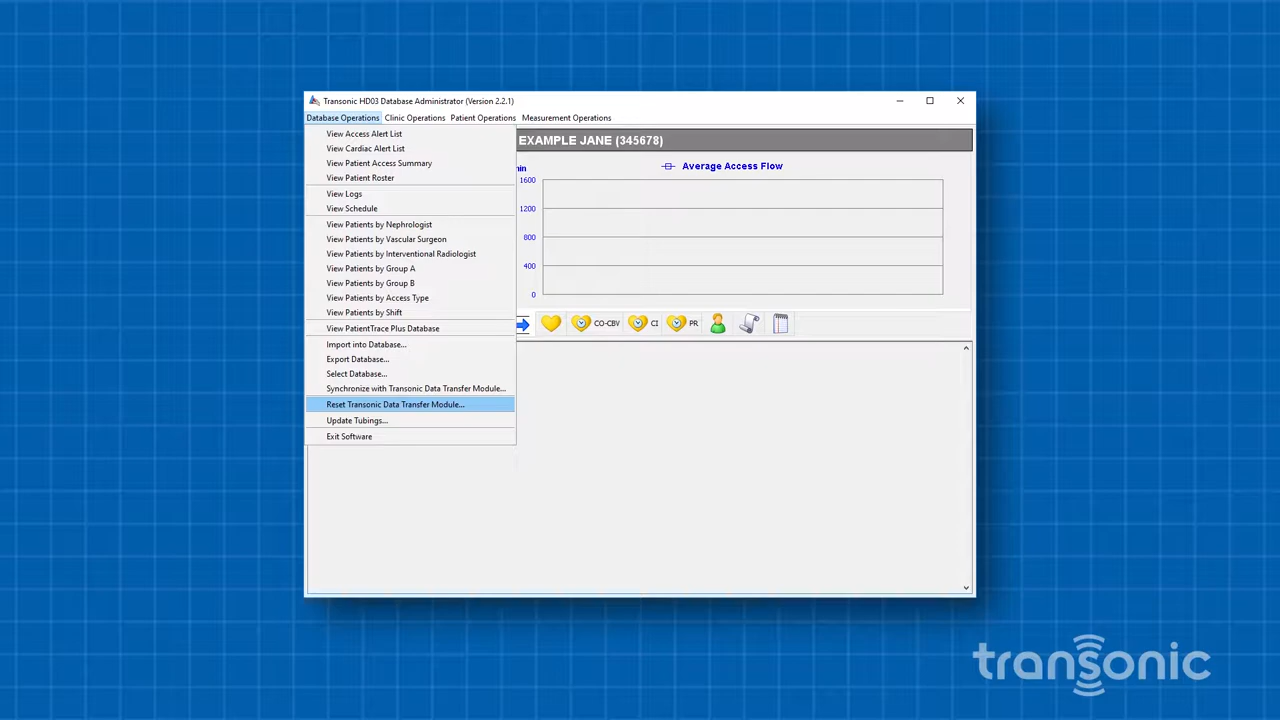 Transonic HD03 Database Administrator (Version 2.2.1)
Database Operations Clinic Operations Patient Operations Measurement Operations
View Access Alert List
View Cardiac Alert List
View Patient Access Summary
View Patient Roster
View Logs
View Schedule
View Patients by Nephrologist
View Patients by Vascular Surgeon
View Patients by Interventional Radiologist
View Patients by Group A
View Patients by Group B
View Patients by Access Type
View Patients by Shift
View PatientTrace Plus Database
Import into Database...
Export Database...
Select Database...
Synchronize with Transonic Data Transfer Module...
Reset Transonic Data Transfer Module...
Update Tubings...
Exit Software
EXAMPLE JANE (345678)
Average Access Flow
1600
1200
800
400
0
CO-CBV CI PR
transonic